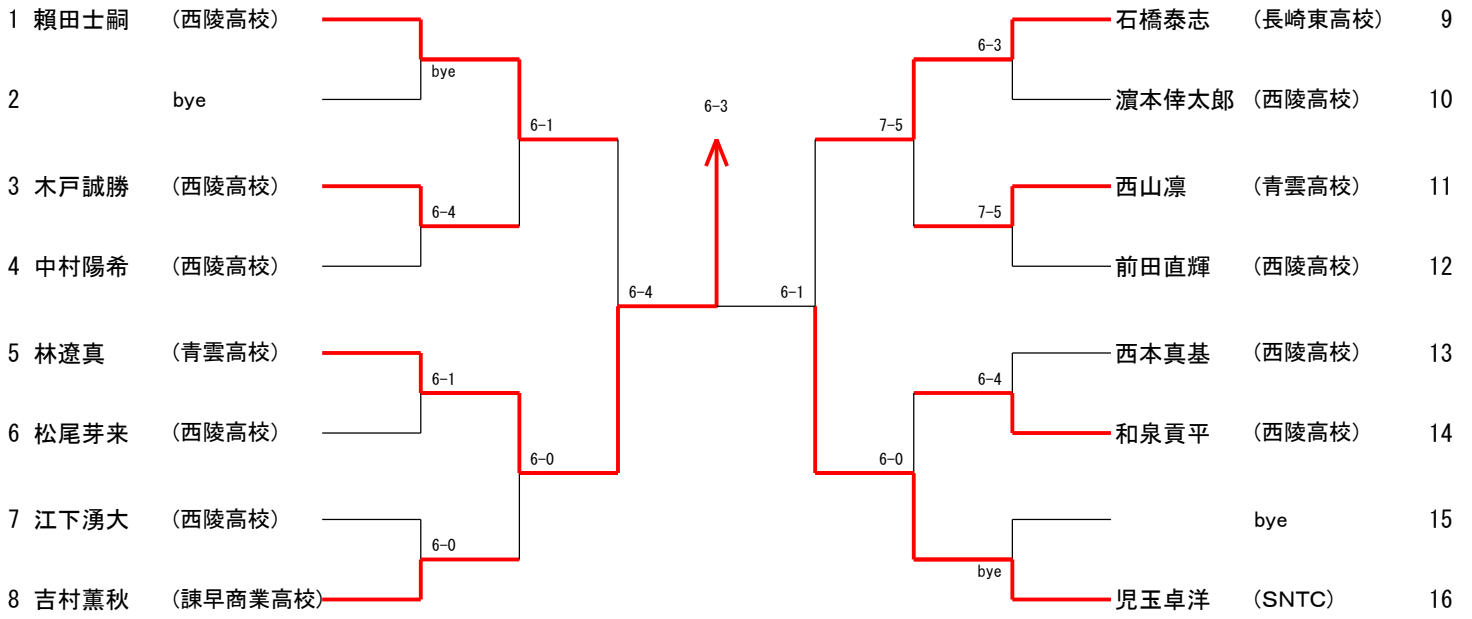 1 賴田士嗣 (西陵高校)
石橋泰志 (長崎東高校) 9
6-3
bye
2 bye
6-3
濵本倖太郎 (西陵高校) 10
6-1
7-5
3 木戸誠勝 (西陵高校)
西山凛 (青雲高校) 11
6-4
7-5
4 中村陽希 (西陵高校)
前田直輝 (西陵高校) 12
6-4
6-1
5 林遼真 (青雲高校)
西本真基 (西陵高校) 13
6-1
6-4
6 松尾芽来 (西陵高校)
和泉貢平 (西陵高校) 14
6-0
6-0
7 江下湧大 (西陵高校)
bye 15
6-0
bye
8 吉村薫秋 (諫早商業高校)
児玉卓洋 (SNTC) 16